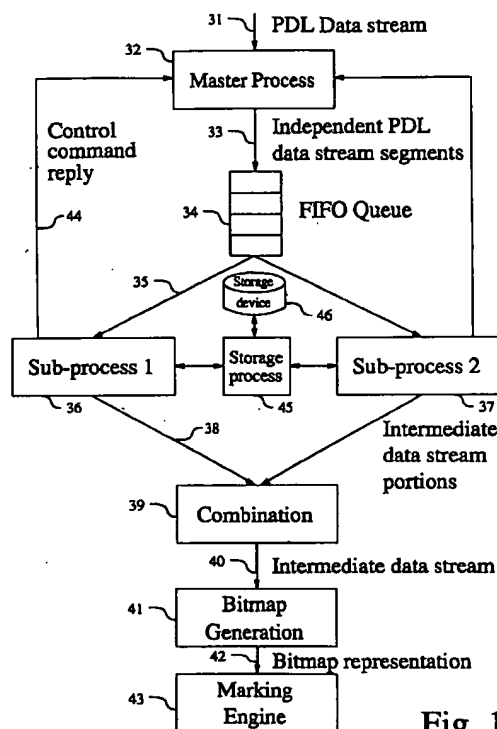 31
PDL Data stream
32
Master Process
Control
command
reply
33
Independent PDL
data stream segments
34
FIFO Queue
44
35
Storage
device
46
Sub-process 1
Storage
process
Sub-process 2
36
45
37
38
Intermediate
data stream
portions
39
Combination
40
Intermediate data stream
41
Bitmap
Generation
42
Bitmap representation
43
Marking
Engine
Fig. 1